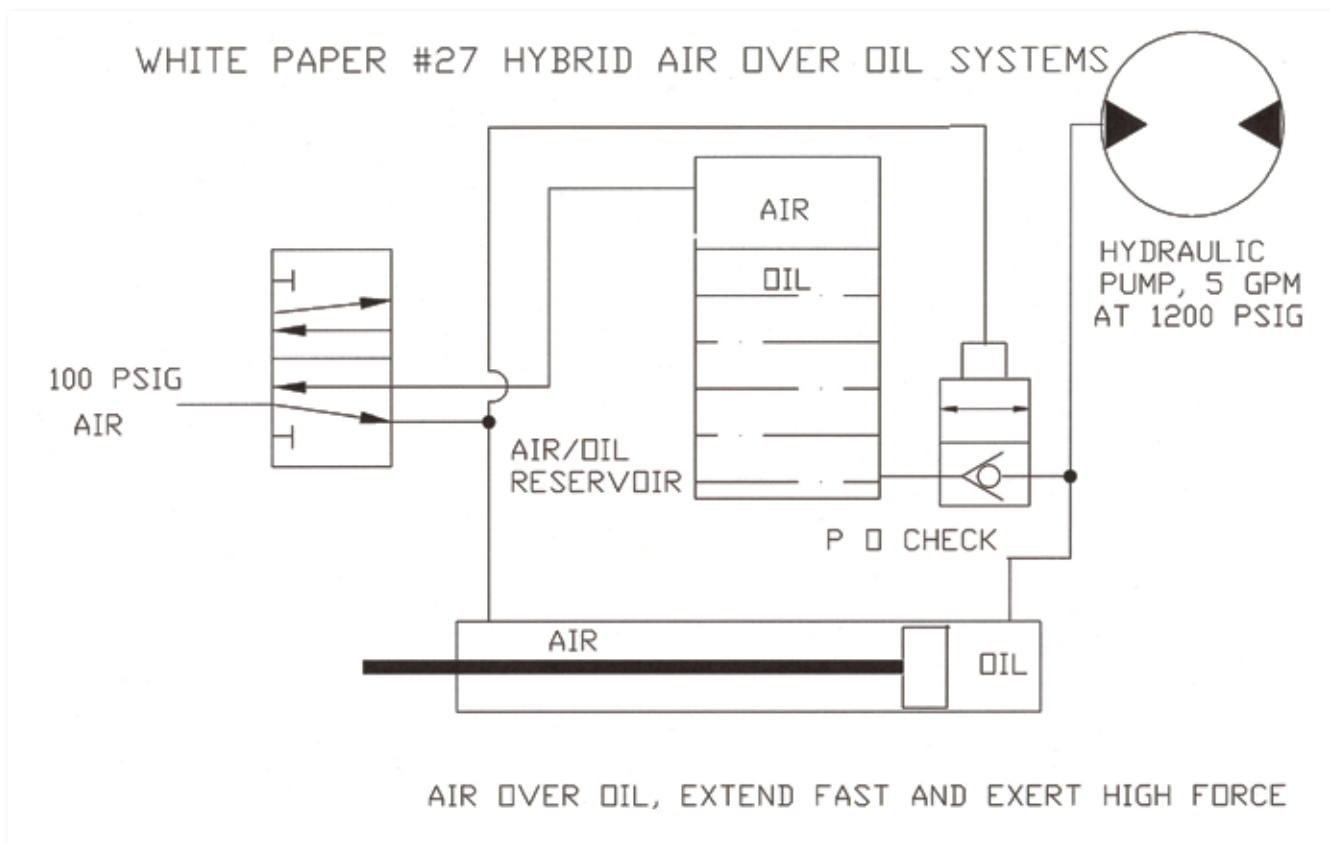 WHITE PAPER #27 HYBRID AIR OVER OIL SYSTEMS
AIR
OIL
HYDRAULIC
PUMP, 5 GPM
AT 1200 PSIG
100 PSIG
AIR
AIR/OIL
RESERVOIR
P O CHECK
AIR
OIL
AIR OVER OIL, EXTEND FAST AND EXERT HIGH FORCE